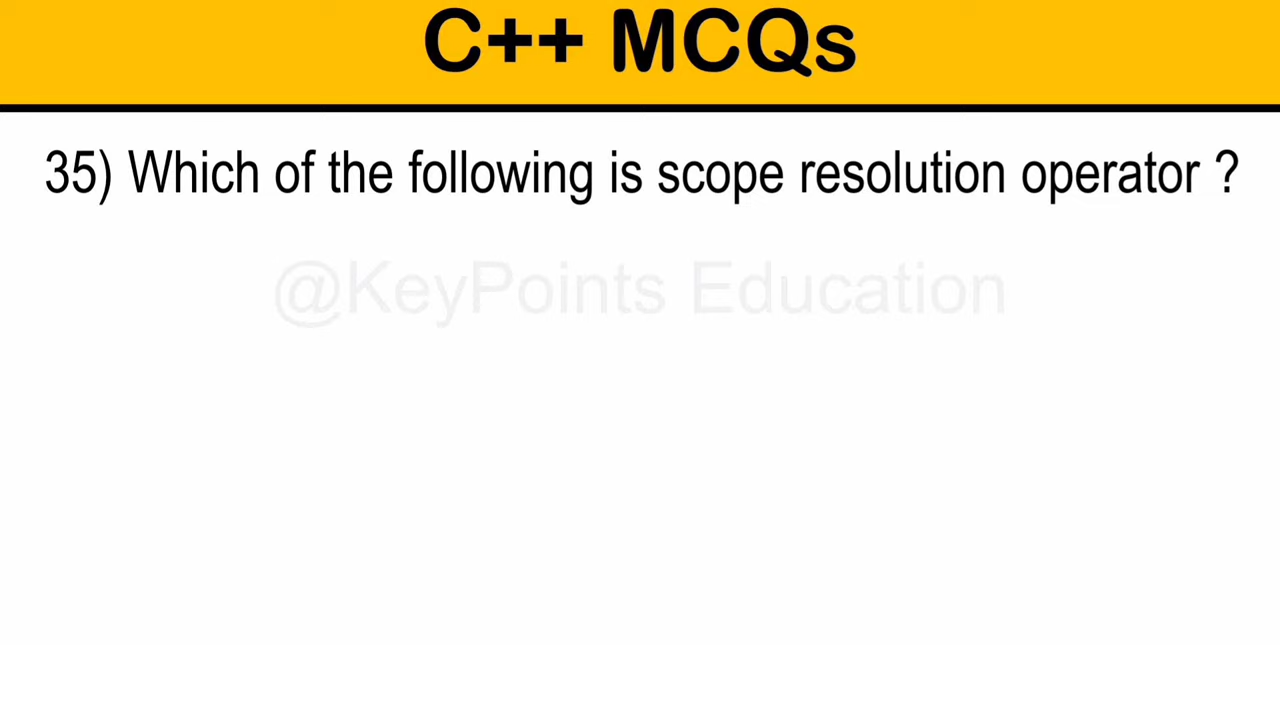 C++ MCQs
35) Which of the following is scope resolution operator ?
@KeyPoints Education